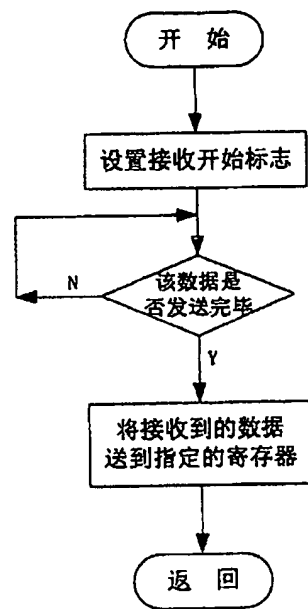 开 始
设置接收开始标志
该数据是
否发送完毕
N
Y
将接收到的数据
送到指定的寄存器
返 回